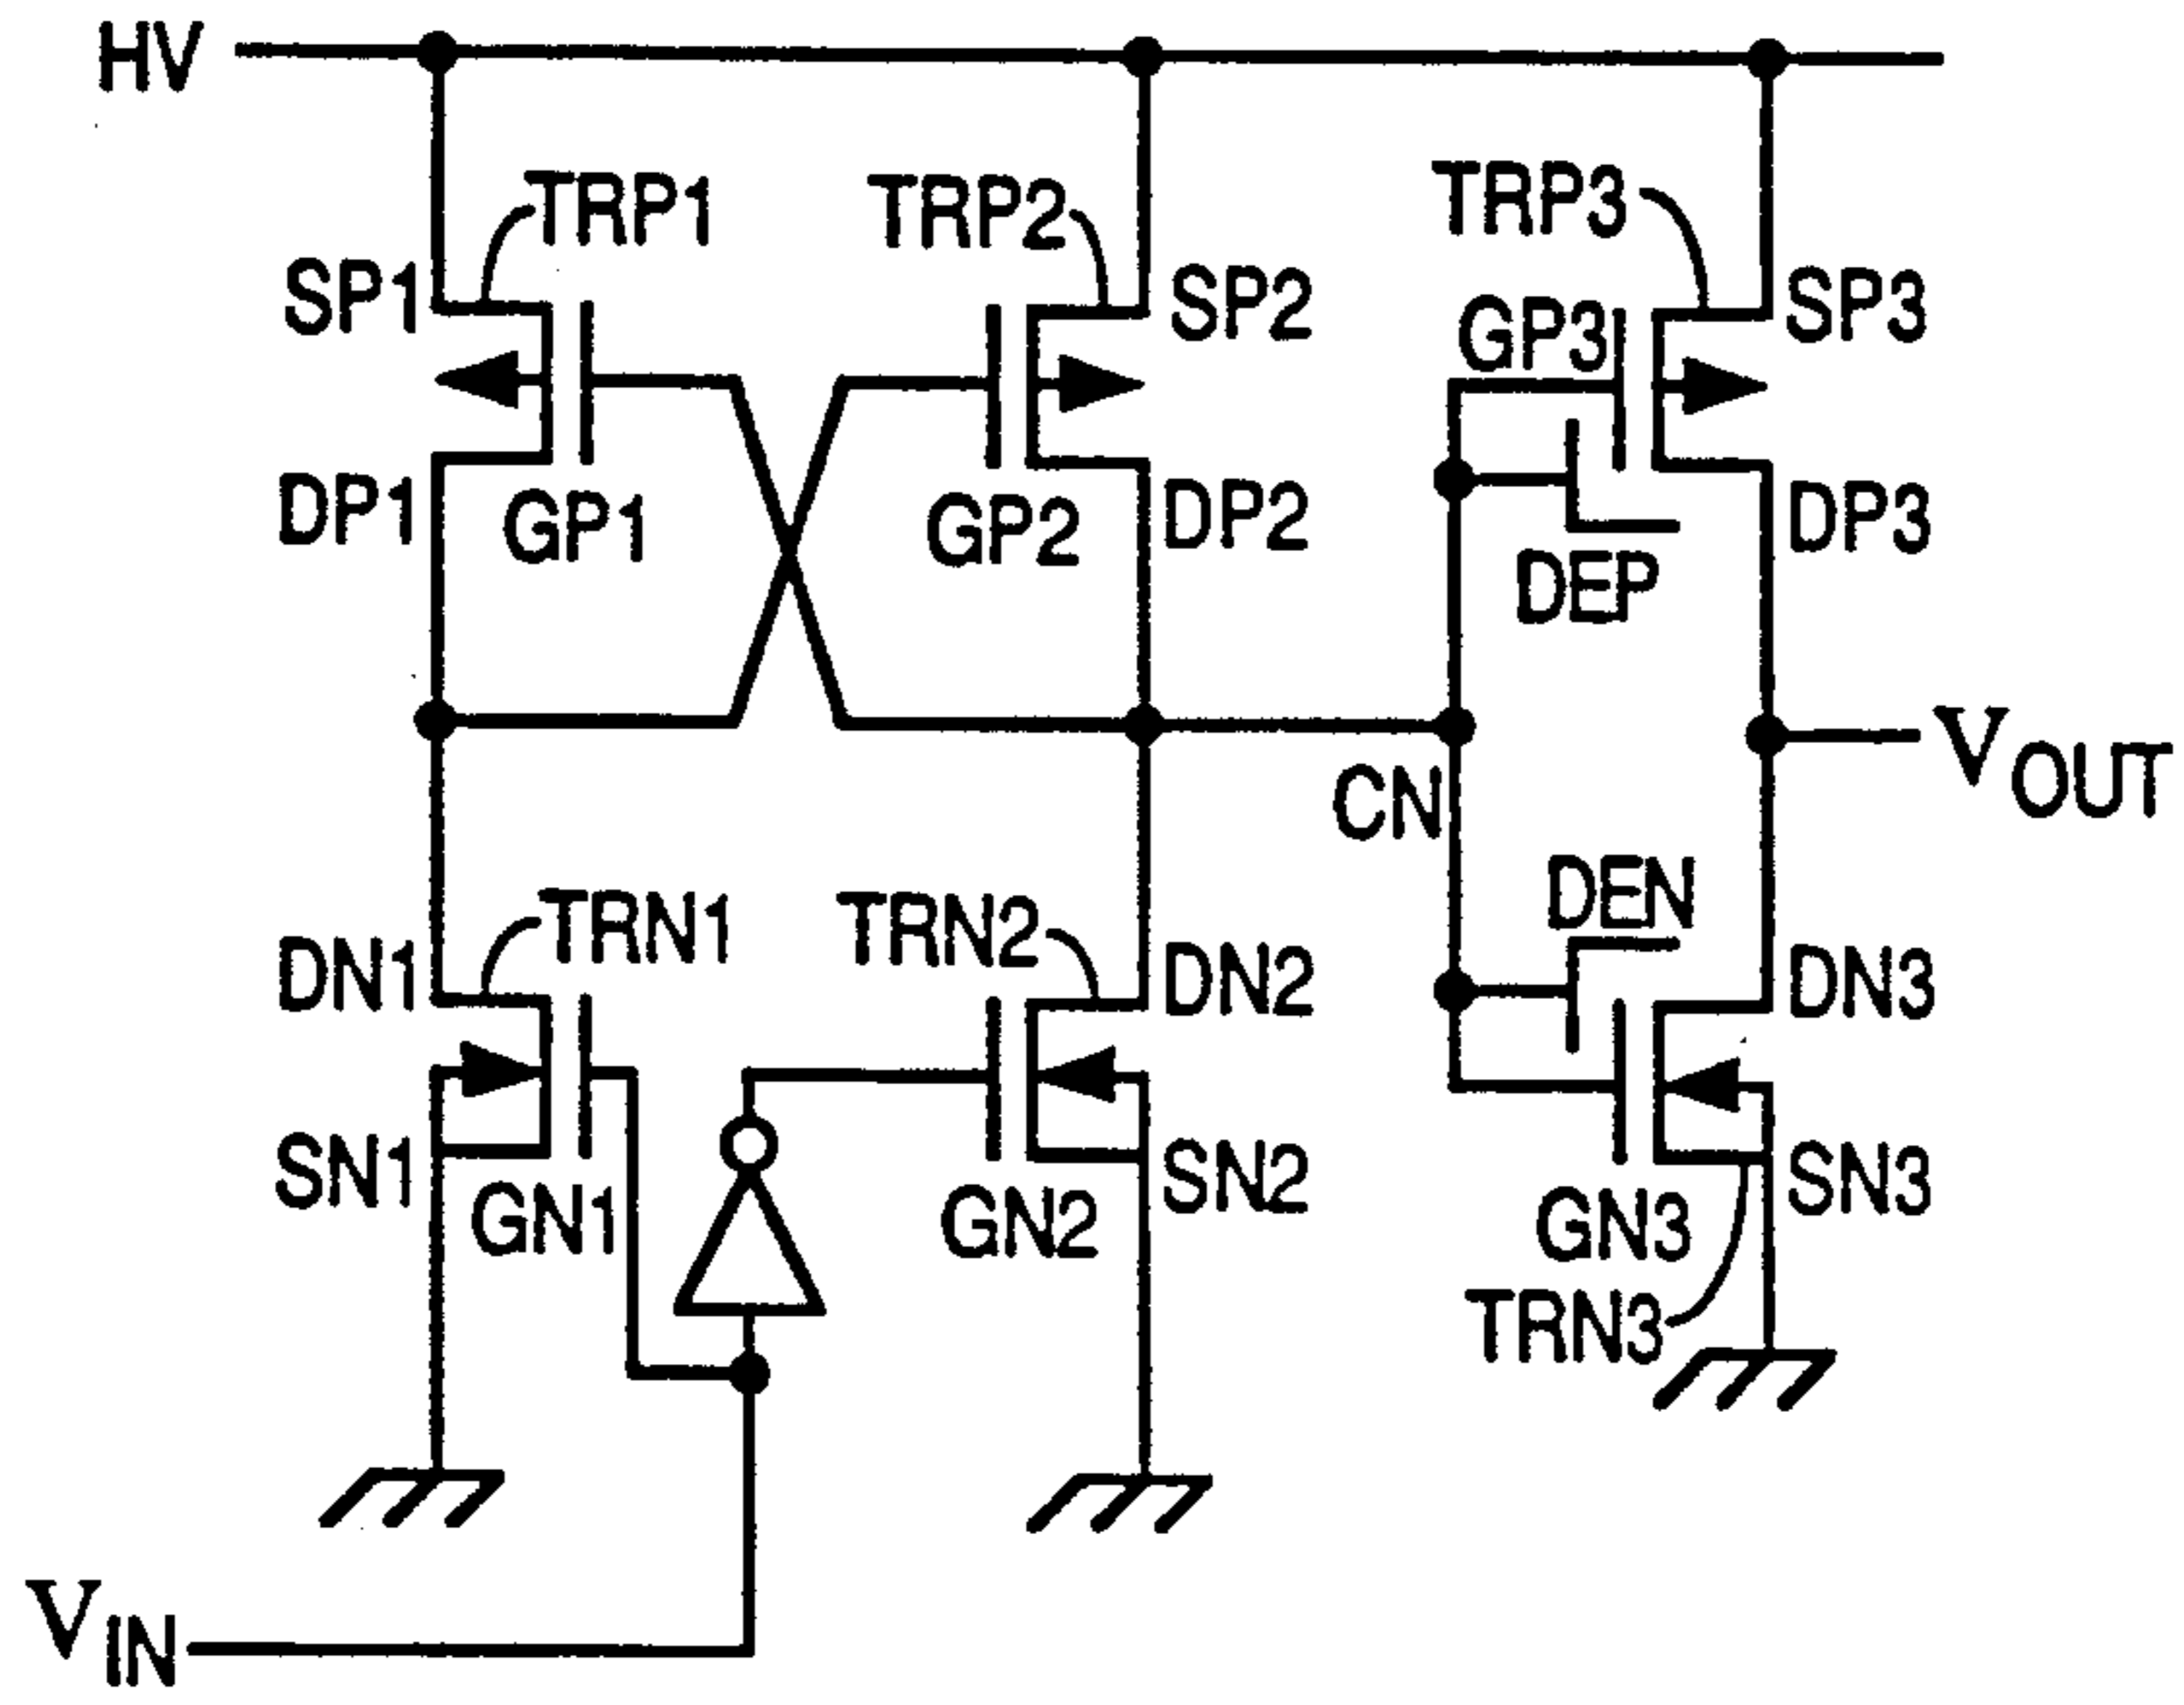 HV
TRP1
TRP2
TRP3
SP1
SP2
GP3
SP3
DP1
GP1
GP2
DP2
DP3
DEP
VOUT
CN
DEN
TRN1
TRN2
DN1
DN2
DN3
SN1
GN1
GN2
SN2
GN3
SN3
TRN3
VIN